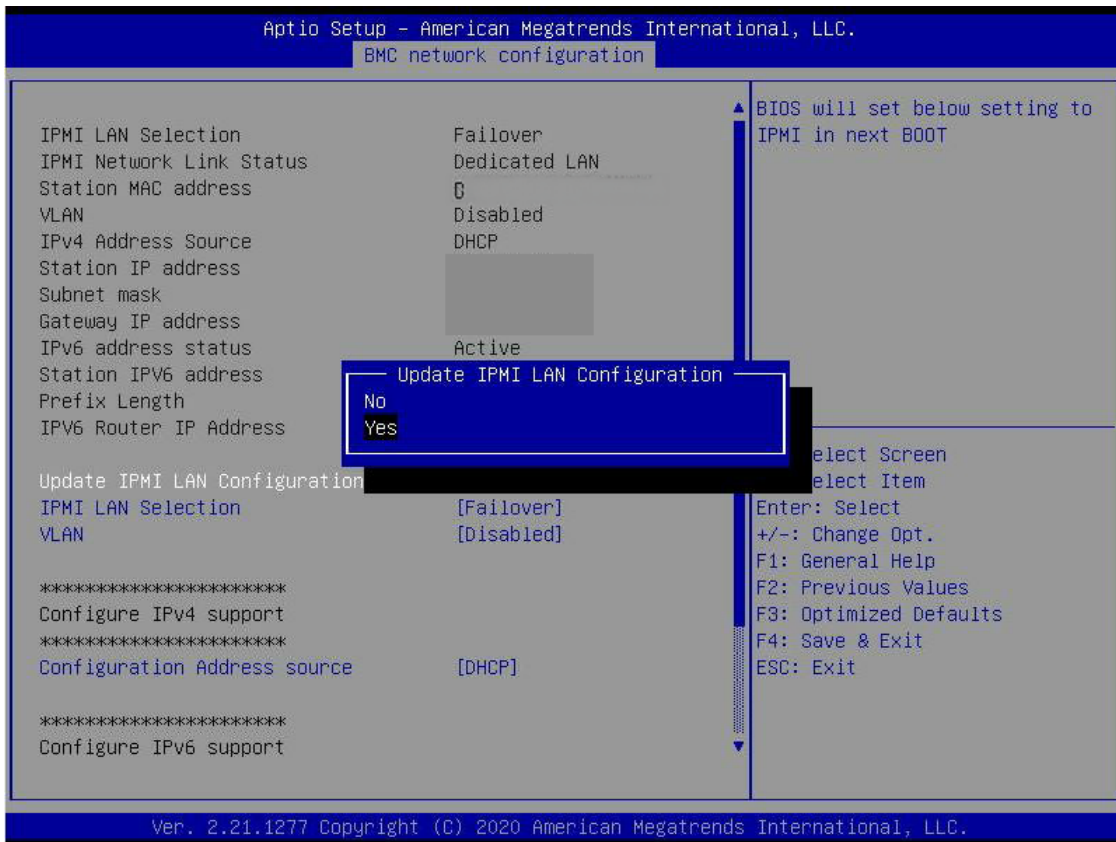 Aptio Setup – American Megatrends International, LLC.
BMC network configuration
IPMI LAN Selection Failover
IPMI Network Link Status Dedicated LAN
Station MAC address
VLAN Disabled
IPv4 Address Source DHCP
Station IP address
Subnet mask
Gateway IP address
IPv6 address status Active
Station IPV6 address
Prefix Length
IPV6 Router IP Address
Update IPMI LAN Configuration
IPMI LAN Selection [Failover]
VLAN [Disabled]
**********************
Configure IPv4 support
**********************
Configuration Address source [DHCP]
**********************
Configure IPv6 support
Update IPMI LAN Configuration
No
Yes
BIOS will set below setting to
IPMI in next BOOT
elect Screen
elect Item
Enter: Select
+/-: Change Opt.
F1: General Help
F2: Previous Values
F3: Optimized Defaults
F4: Save & Exit
ESC: Exit
Ver. 2.21.1277 Copyright (C) 2020 American Megatrends International, LLC.